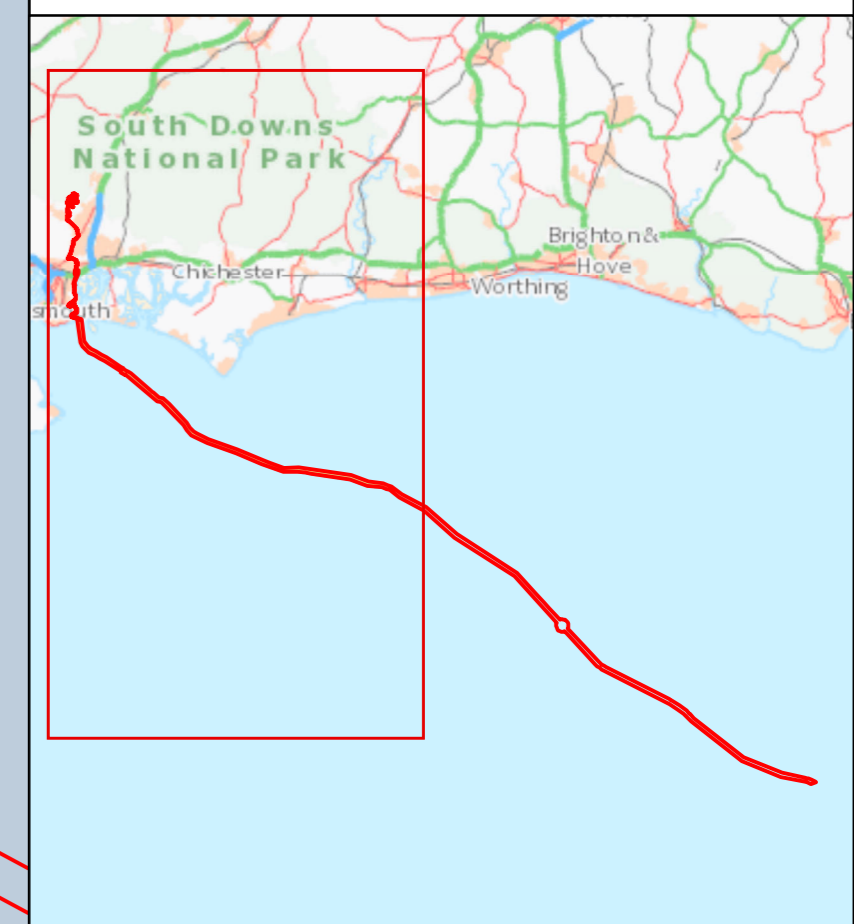 South Downs
National Park
Brighton&
Hove
Chichester
Worthing
smouth